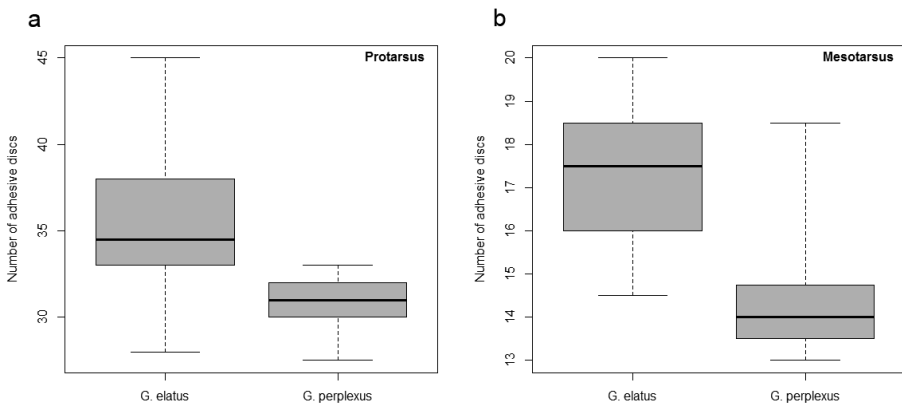 a
Protarsus
Number of adhesive discs
45
40
35
30
G. elatus
G. perplexus
b
Mesotarsus
Number of adhesive discs
20
19
18
17
16
15
14
13
G. elatus
G. perplexus